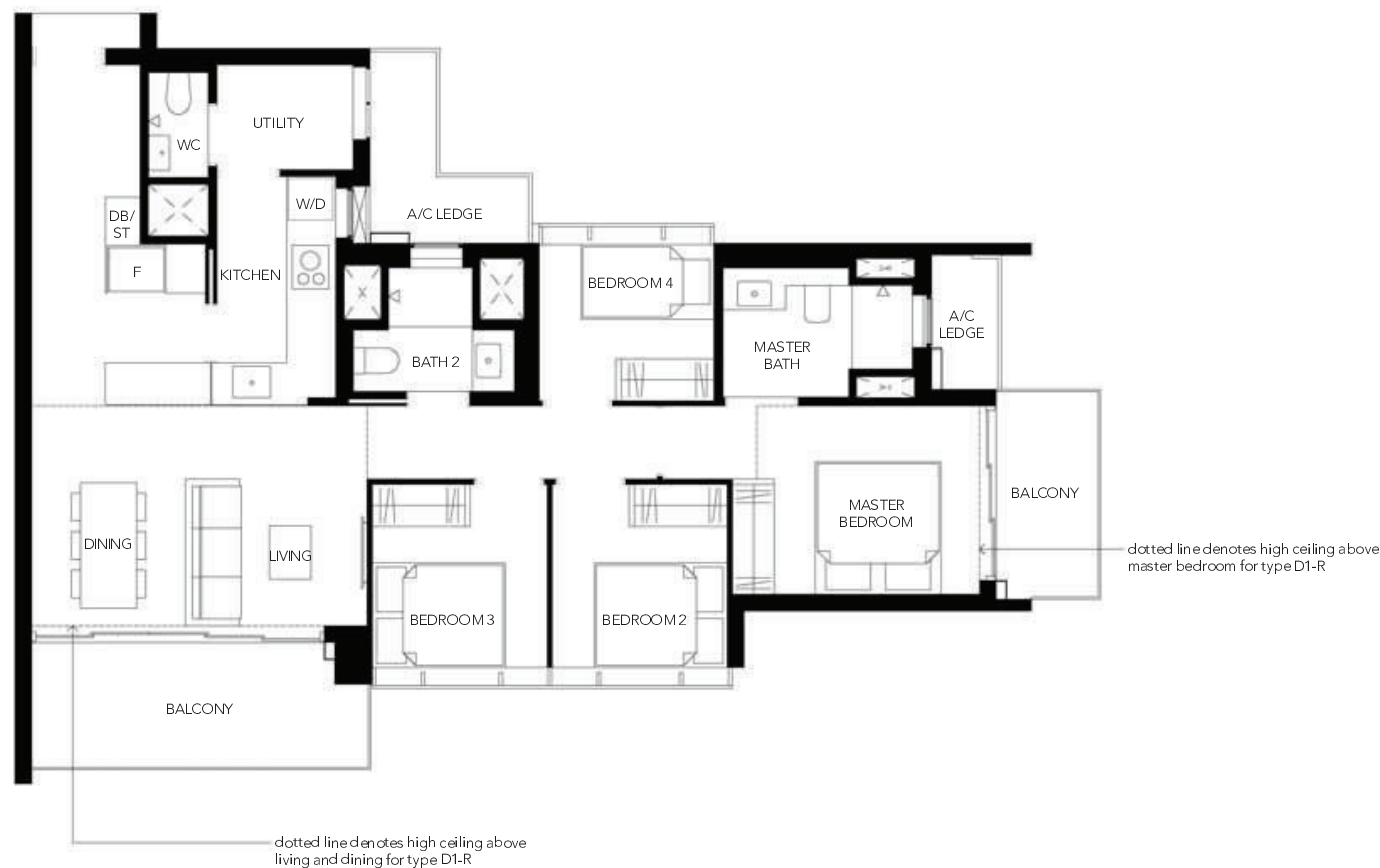 UTILITY
WC
W/D
A/C LEDGE
DB/
ST
F
KITCHEN
BEDROOM 4
A/C
LEDGE
MASTER
BATH
BATH 2
BALCONY
MASTER
BEDROOM
DINING
LIVING
dotted line denotes high ceiling above
master bedroom for type D1-R
BEDROOM 3
BEDROOM 2
BALCONY
dotted line denotes high ceiling above
living and dining for type D1-R